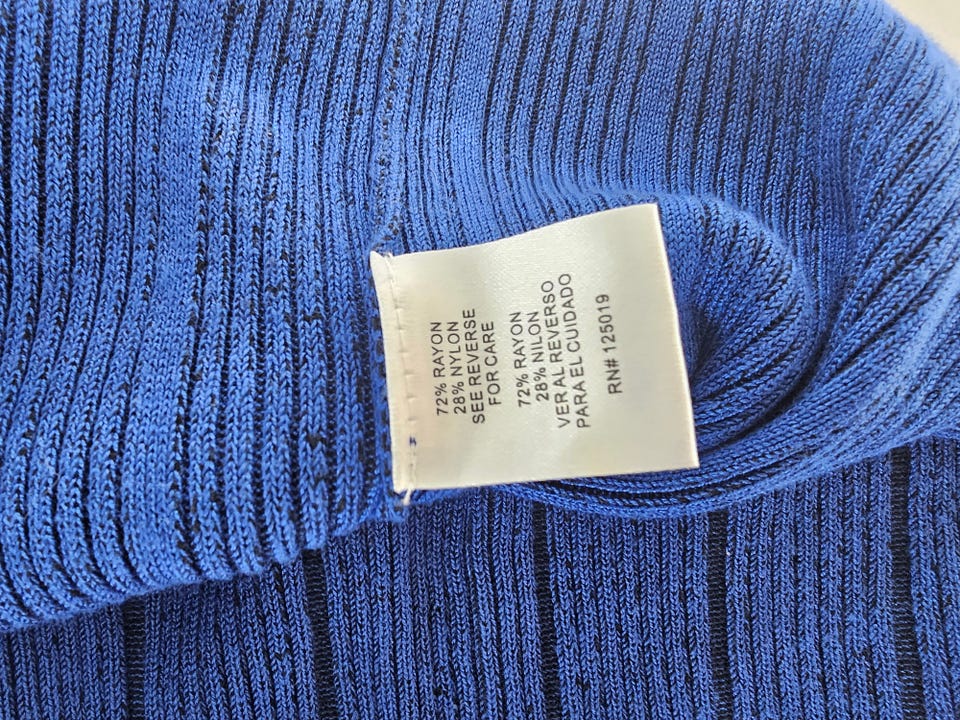 72% RAYON
28% NYLON
SEE REVERSE
FOR CARE
72% RAYON
28% NILON
VER AL REVERSO
PARA EL CUIDADO
RN# 125019